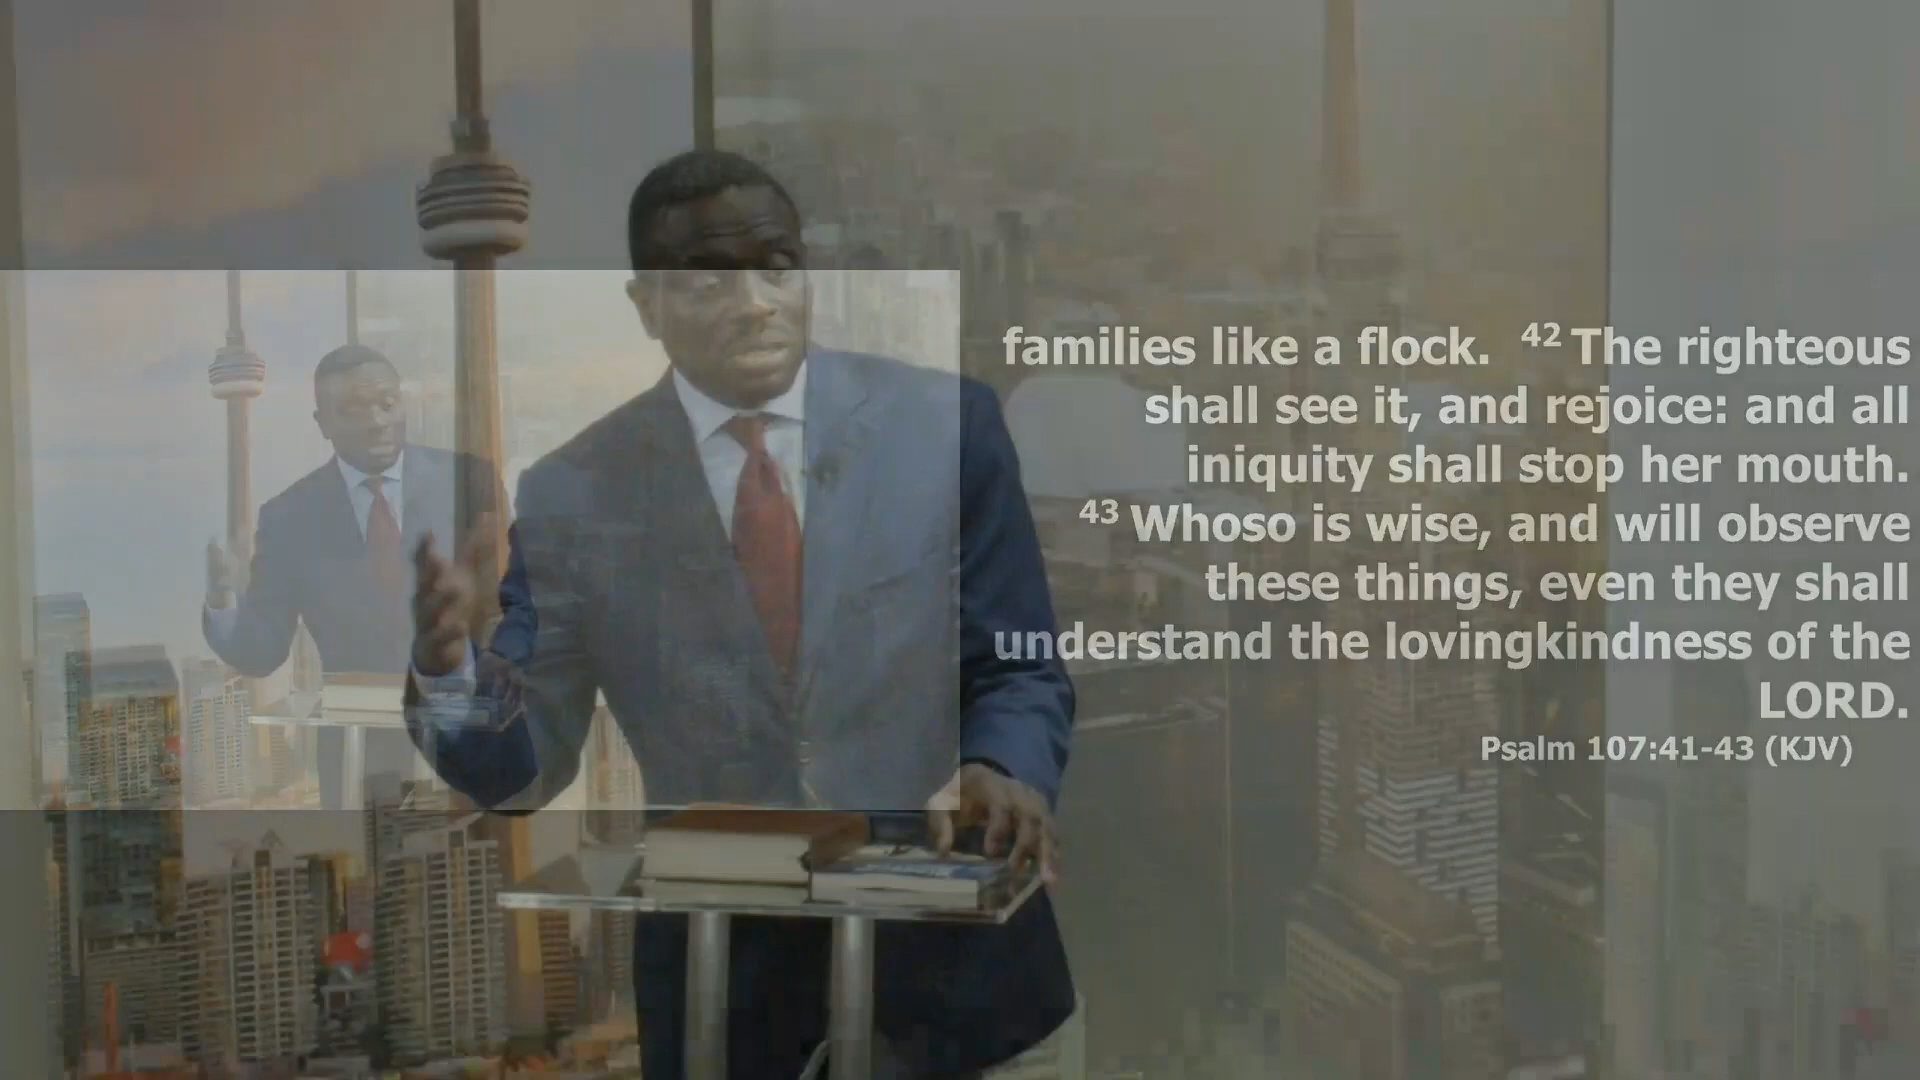 families like a flock. 42 The righteous
shall see it, and rejoice: and all
iniquity shall stop her mouth.
43 Whoso is wise, and will observe
these things, even they shall
understand the lovingkindness of the
LORD.
Psalm 107:41-43 (KJV)